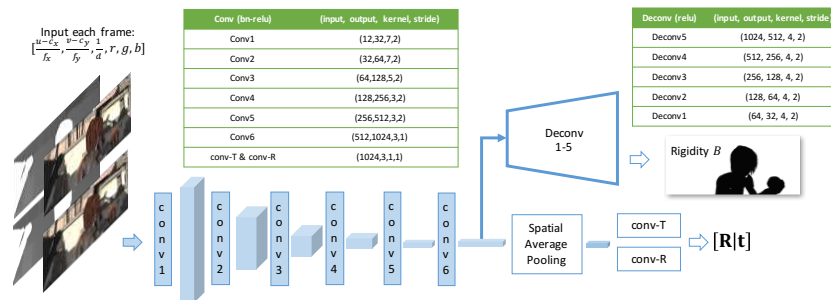 Input each frame:
[(u−c_x)/f_x, (v−c_y)/f_y, 1/d, r, g, b]
Conv (bn-relu) (input, output, kernel, stride)
Conv1 (12,32,7,2)
Conv2 (32,64,7,2)
Conv3 (64,128,5,2)
Conv4 (128,256,3,2)
Conv5 (256,512,3,2)
Conv6 (512,1024,3,1)
conv-T & conv-R (1024,3,1,1)
Deconv (relu) (input, output, kernel, stride)
Deconv5 (1024, 512, 4, 2)
Deconv4 (512, 256, 4, 2)
Deconv3 (256, 128, 4, 2)
Deconv2 (128, 64, 4, 2)
Deconv1 (64, 32, 4, 2)
Deconv
1-5
Rigidity B
conv1
conv2
conv3
conv4
conv5
conv6
Spatial
Average
Pooling
conv-T
conv-R
[R|t]